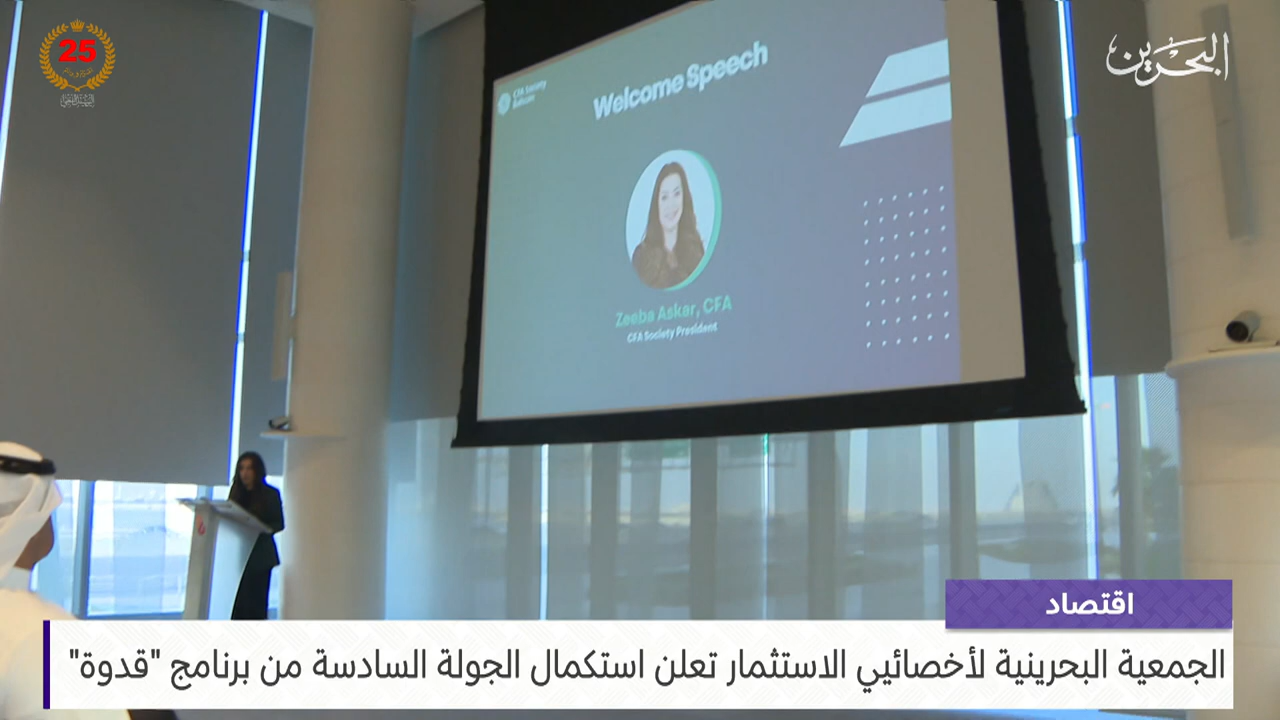 25
البحرين
CFA Society
Bahrain
Welcome Speech
Zeeba Askar, CFA
CFA Society President
اقتصاد
الجمعية البحرينية لأخصائيي الاستثمار تعلن استكمال الجولة السادسة من برنامج "قدوة"